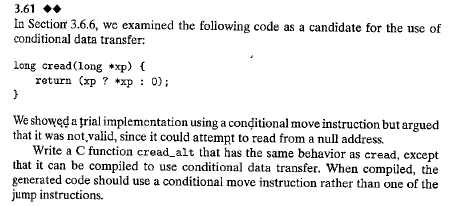 3.61 ◆◆
In Section 3.6.6, we examined the following code as a candidate for the use of
conditional data transfer:
long cread(long *xp) {
return (xp ? *xp : 0);
}
We showed a trial implementation using a conditional move instruction but argued
that it was not valid, since it could attempt to read from a null address.
Write a C function cread_alt that has the same behavior as cread, except
that it can be compiled to use conditional data transfer. When compiled, the
generated code should use a conditional move instruction rather than one of the
jump instructions.